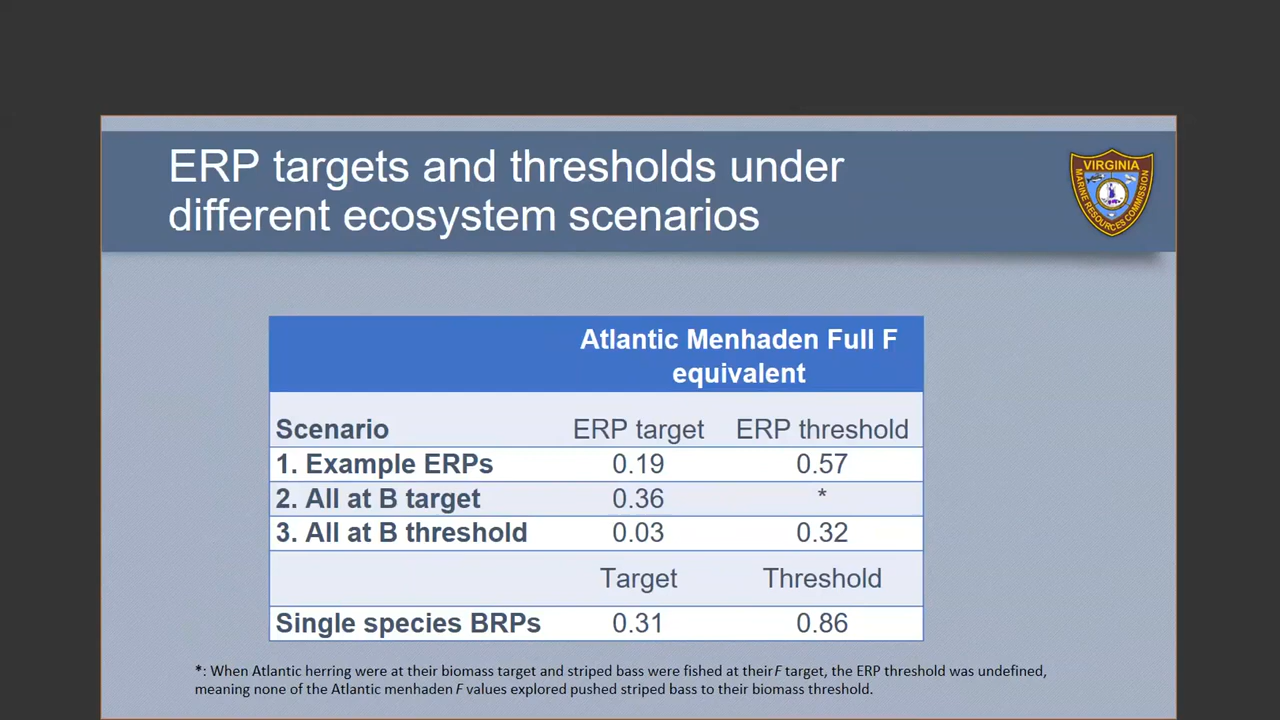 ERP targets and thresholds under
different ecosystem scenarios
VIRGINIA
MARINE RESOURCES COMMISSION
Atlantic Menhaden Full F
equivalent
Scenario ERP target ERP threshold
1. Example ERPs 0.19 0.57
2. All at B target 0.36 *
3. All at B threshold 0.03 0.32
Target Threshold
Single species BRPs 0.31 0.86
*: When Atlantic herring were at their biomass target and striped bass were fished at their F target, the ERP threshold was undefined,
meaning none of the Atlantic menhaden F values explored pushed striped bass to their biomass threshold.